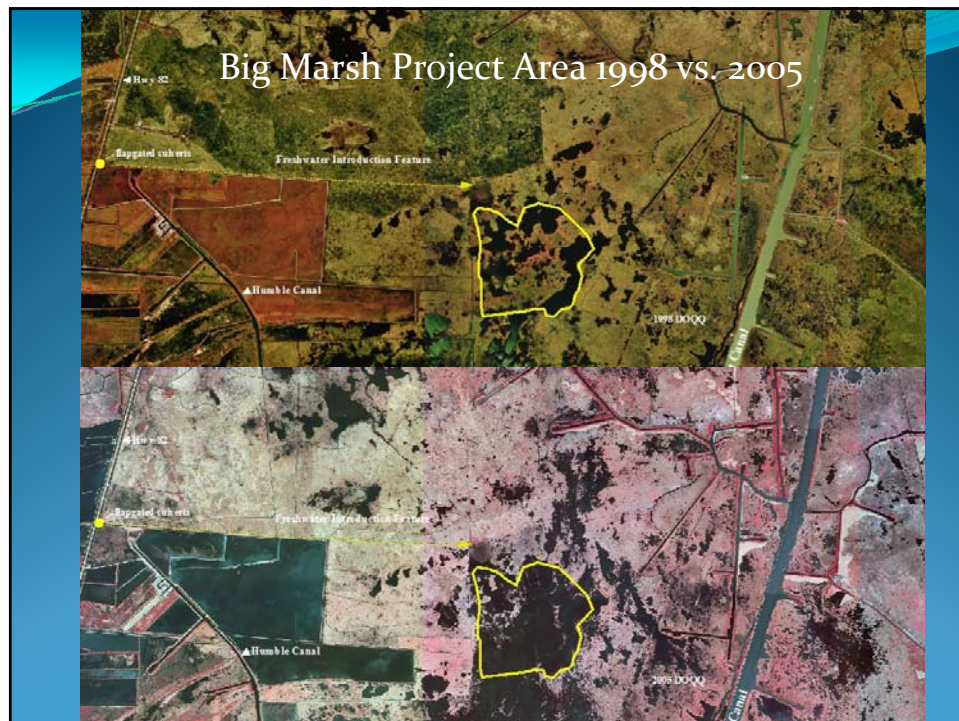 Big Marsh Project Area 1998 vs. 2005
◄Hwy 82
flapgated culverts
Freshwater Introduction Feature
▲Humble Canal
1998 DOQQ
Canal
◄Hwy 82
flapgated culverts
Freshwater Introduction Feature
▲Humble Canal
2005 DOQQ
Canal